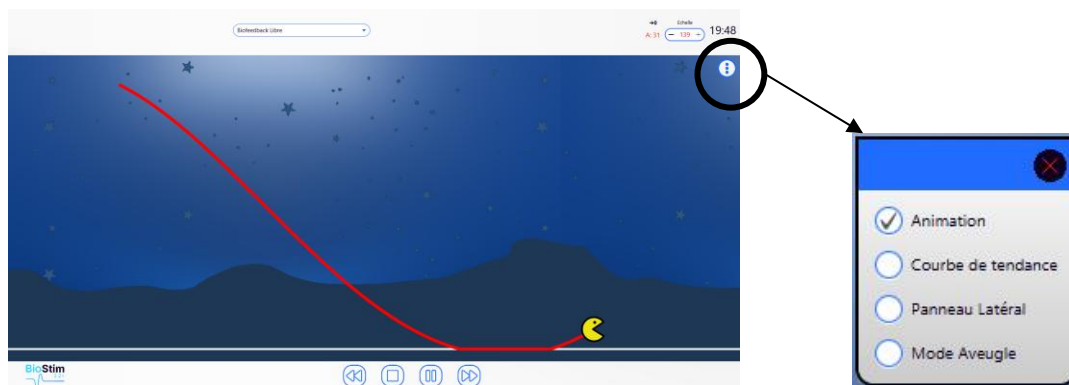 Biofeedback Libre
Echelle
A: 31 139 19:48
BioStim
Animation
Courbe de tendance
Panneau Latéral
Mode Aveugle